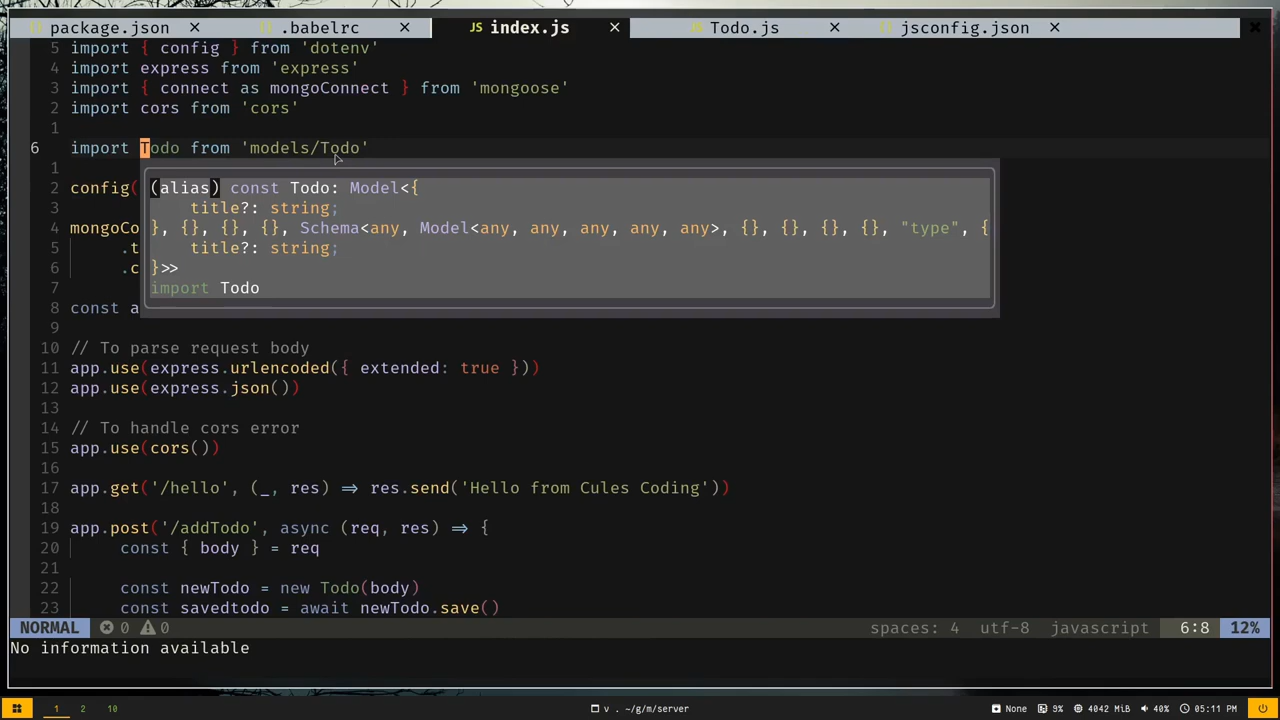 package.json
.babelrc
JS index.js
JS Todo.js
jsconfig.json
5 import { config } from 'dotenv'
4 import express from 'express'
3 import { connect as mongoConnect } from 'mongoose'
2 import cors from 'cors'
1
6 import Todo from 'models/Todo'
1
(alias) const Todo: Model<{
2 config(
title?: string;
3
4 mongoCo
}, {}, {}, {}, Schema<any, Model<any, any, any, any, any>, {}, {}, {}, {}, "type", {
5 .t
title?: string;
6 .c
}>>
7
import Todo
8 const a
9
10 // To parse request body
11 app.use(express.urlencoded({ extended: true }))
12 app.use(express.json())
13
14 // To handle cors error
15 app.use(cors())
16
17 app.get('/hello', (_, res) => res.send('Hello from Cules Coding'))
18
19 app.post('/addTodo', async (req, res) => {
20 const { body } = req
21
22 const newTodo = new Todo(body)
23 const savedtodo = await newTodo.save()
NORMAL 0 0 spaces: 4 utf-8 javascript 6:8 12%
No information available
1 2 10 v . ~/g/m/server None 9% 4042 MiB 40% 05:11 PM